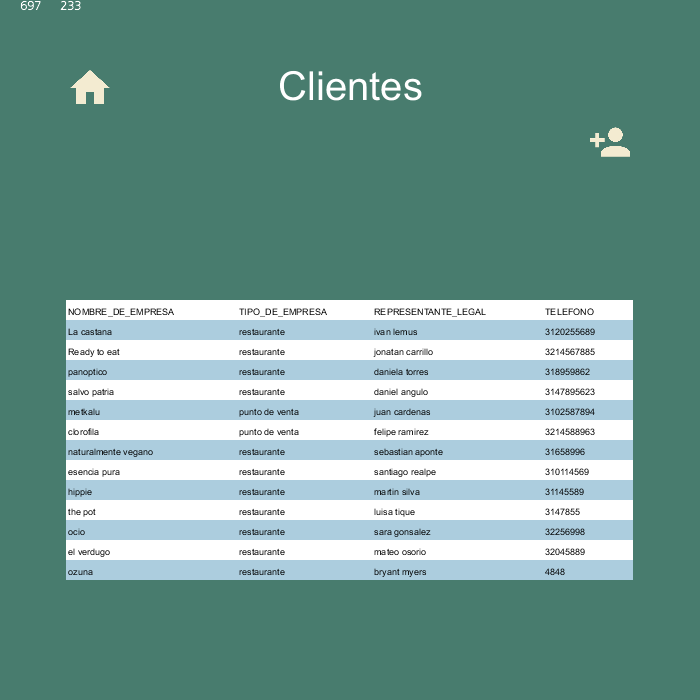 697 233
Clientes
NOMBRE_DE_EMPRESA TIPO_DE_EMPRESA REPRESENTANTE_LEGAL TELEFONO
La castana restaurante ivan lemus 3120255689
Ready to eat restaurante jonatan carrillo 3214567885
panoptico restaurante daniela torres 318959862
salvo patria restaurante daniel angulo 3147895623
metkalu punto de venta juan cardenas 3102587894
clorofila punto de venta felipe ramirez 3214588963
naturalmente vegano restaurante sebastian aponte 31658996
esencia pura restaurante santiago realpe 310114569
hippie restaurante martin silva 31145589
the pot restaurante luisa tique 3147855
ocio restaurante sara gonsalez 32256998
el verdugo restaurante mateo osorio 32045889
ozuna restaurante bryant myers 4848